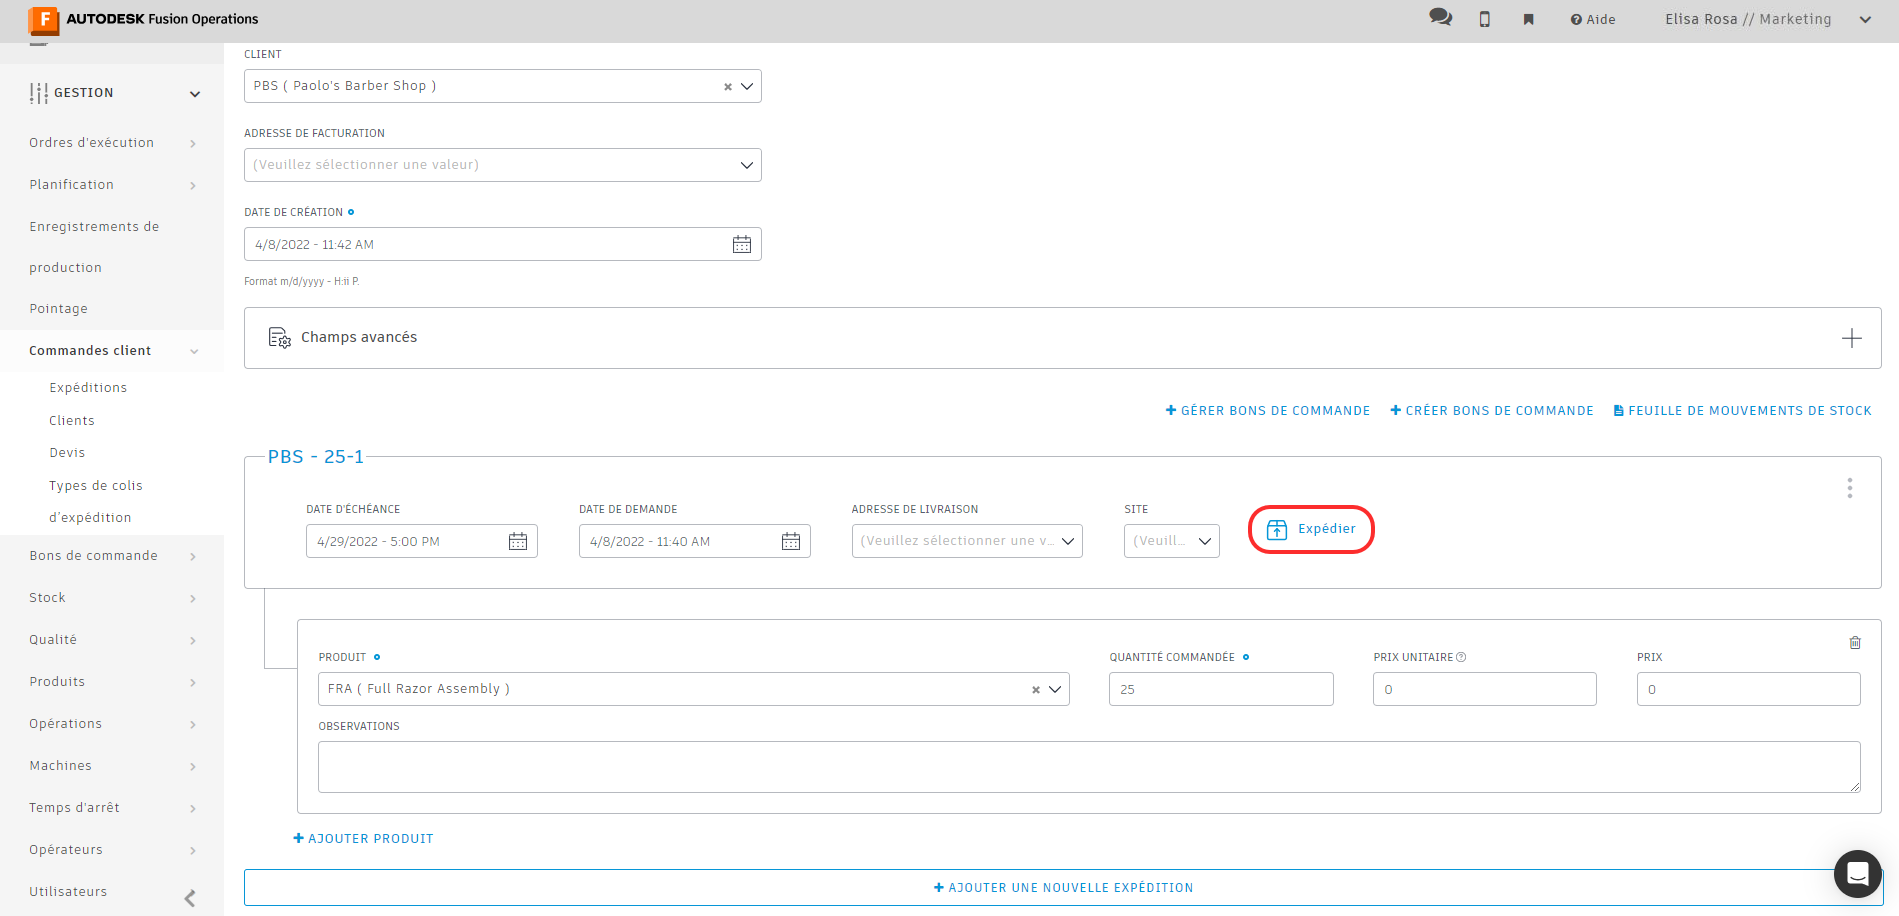 AUTODESK Fusion Operations
Aide
Elisa Rosa // Marketing
GESTION
Ordres d'exécution
Planification
Enregistrements de
production
Pointage
Commandes client
Expéditions
Clients
Devis
Types de colis
d'expédition
Bons de commande
Stock
Qualité
Produits
Opérations
Machines
Temps d'arrêt
Opérateurs
Utilisateurs
CLIENT
PBS ( Paolo's Barber Shop )
ADRESSE DE FACTURATION
(Veuillez sélectionner une valeur)
DATE DE CRÉATION
4/8/2022 - 11:42 AM
Format m/d/yyyy - H:ii P.
Champs avancés
GÉRER BONS DE COMMANDE
CRÉER BONS DE COMMANDE
FEUILLE DE MOUVEMENTS DE STOCK
PBS - 25-1
DATE D'ÉCHÉANCE
DATE DE DEMANDE
ADRESSE DE LIVRAISON
SITE
4/29/2022 - 5:00 PM
4/8/2022 - 11:40 AM
(Veuillez sélectionner une v...
(Veuill...
Expédier
PRODUIT
QUANTITÉ COMMANDÉE
PRIX UNITAIRE
PRIX
FRA ( Full Razor Assembly )
25
0
0
OBSERVATIONS
AJOUTER PRODUIT
AJOUTER UNE NOUVELLE EXPÉDITION